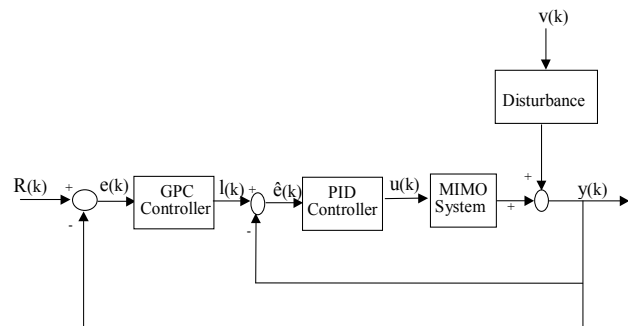 v(k)
Disturbance
R(k)
+
-
e(k)
GPC
Controller
l(k)
+
-
ê(k)
PID
Controller
u(k)
MIMO
System
+
+
y(k)